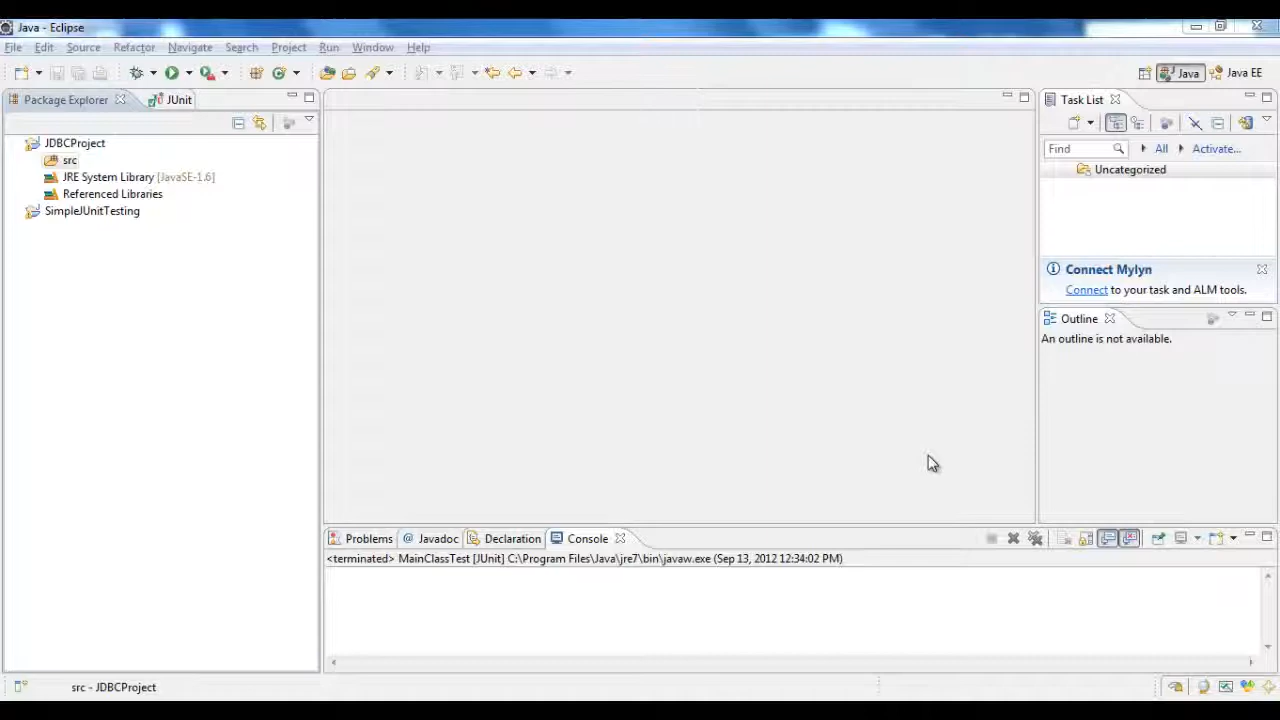 Java - Eclipse
File Edit Source Refactor Navigate Search Project Run Window Help
Java Java EE
Package Explorer JUnit
JDBCProject
src
JRE System Library [JavaSE-1.6]
Referenced Libraries
SimpleJUnitTesting
Task List
Find All Activate...
Uncategorized
Connect Mylyn
Connect to your task and ALM tools.
Outline
An outline is not available.
Problems @ Javadoc Declaration Console
<terminated> MainClassTest [JUnit] C:\Program Files\Java\jre7\bin\javaw.exe (Sep 13, 2012 12:34:02 PM)
src - JDBCProject